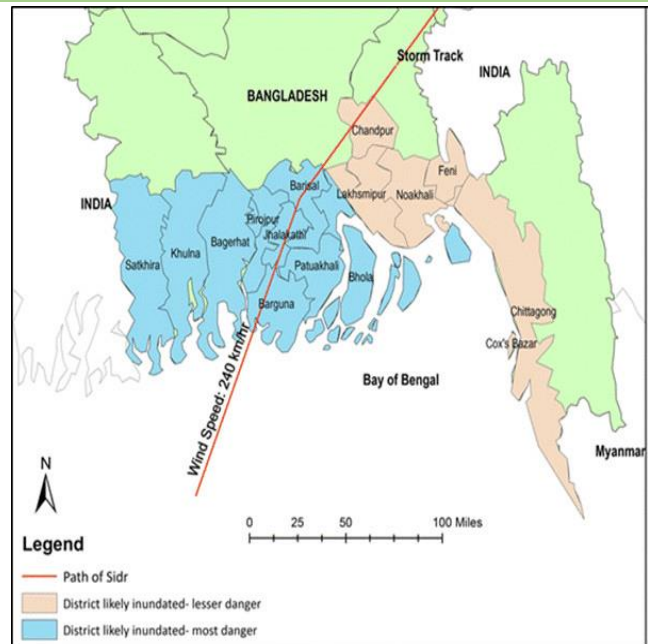 Storm Track
INDIA
BANGLADESH
Chandpur
Feni
Barisal
Lakhsmipur
Noakhali
INDIA
Pirojpur
Jhalakathi
Khulna
Bagerhat
Satkhira
Patuakhali
Bhola
Barguna
Chittagong
Cox's Bazar
Wind Speed: 240 km/hr
Bay of Bengal
Myanmar
N
0 25 50 100 Miles
Legend
Path of Sidr
District likely inundated- lesser danger
District likely inundated- most danger